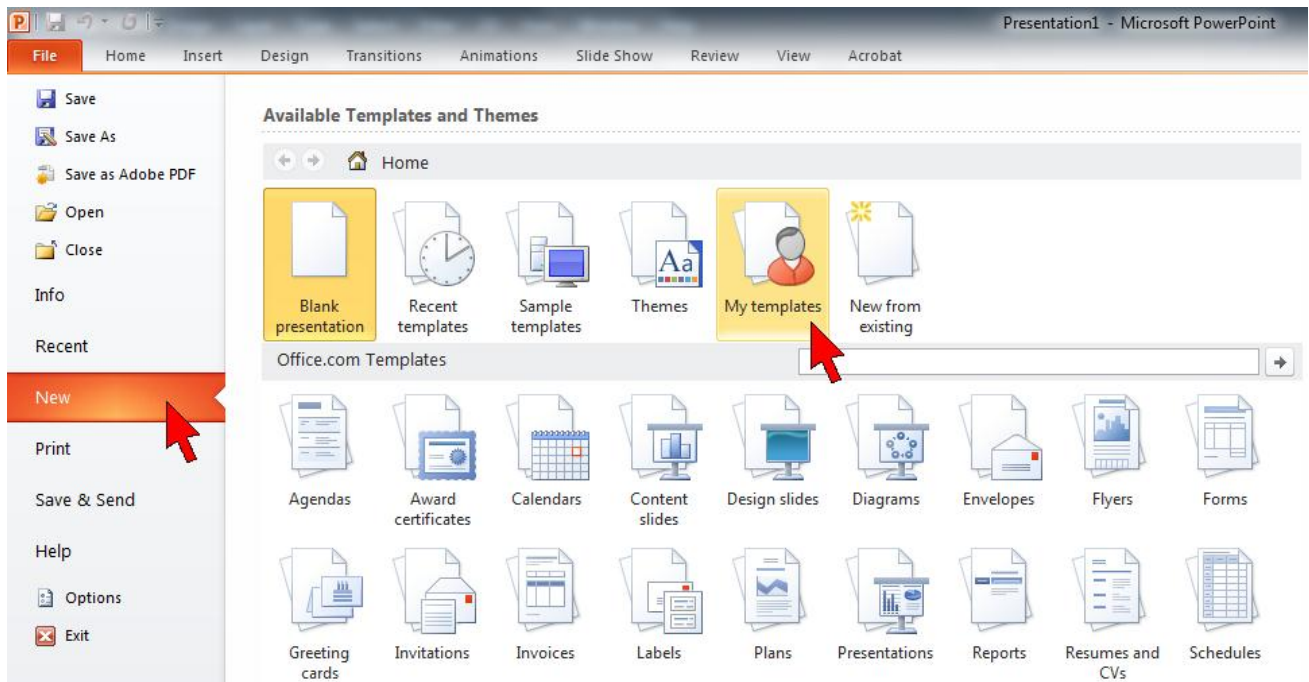 P
Presentation1 - Microsoft PowerPoint
File Home Insert Design Transitions Animations Slide Show Review View Acrobat
Save
Save As
Save as Adobe PDF
Open
Close
Info
Recent
New
Print
Save & Send
Help
Options
Exit
Available Templates and Themes
Home
Blank presentation
Recent templates
Sample templates
Aa
Themes
My templates
New from existing
Office.com Templates
Agendas
Award certificates
Calendars
Content slides
Design slides
Diagrams
Envelopes
Flyers
Forms
Greeting cards
Invitations
Invoices
Labels
Plans
Presentations
Reports
Resumes and CVs
Schedules